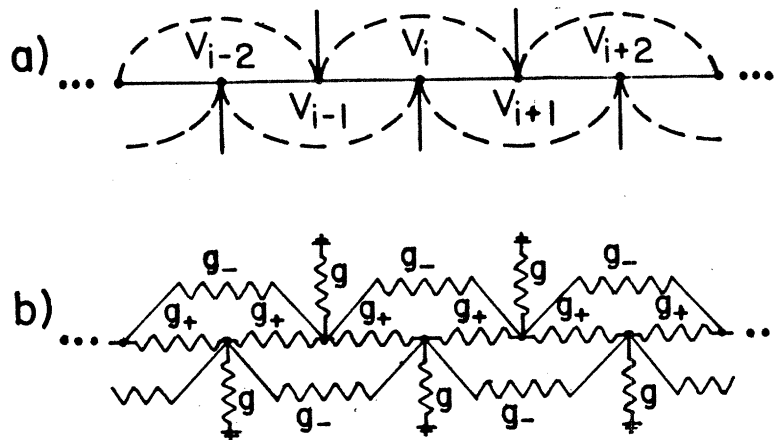 a)
... V_{i-2} V_i V_{i+2} ...
V_{i-1} V_{i+1}
b)
g_- g_- g_-
g g
g_+ g_+ g_+ g_+ g_+ g_+
... ..
g g g
g_- g_-